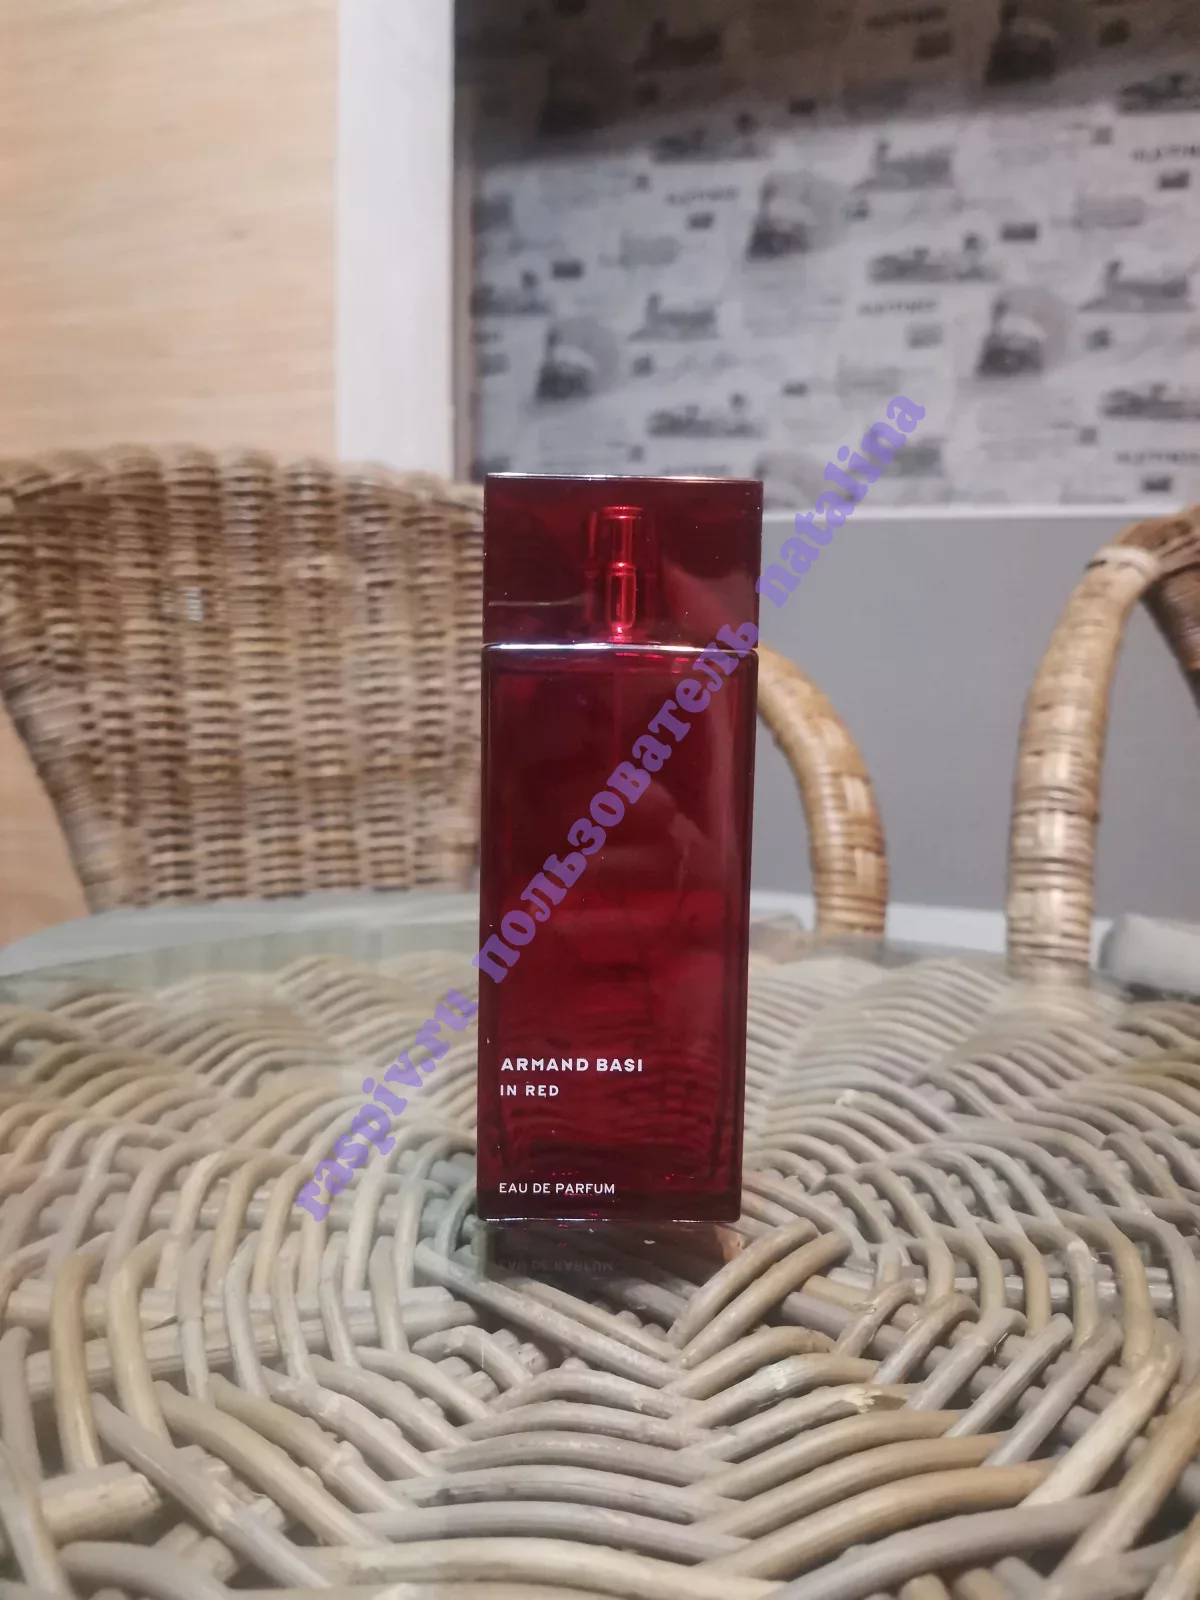 raspiv.ru пользователь natalina
ARMAND BASI
IN RED
EAU DE PARFUM